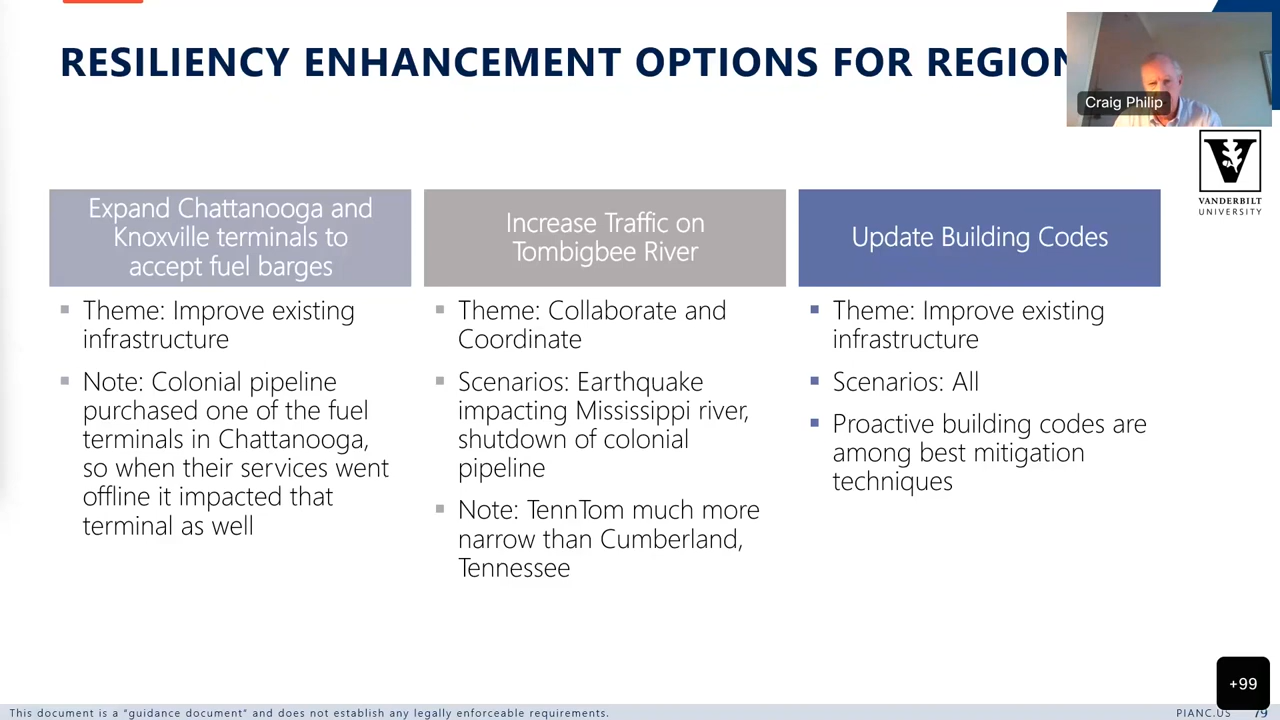 RESILIENCY ENHANCEMENT OPTIONS FOR REGION
Craig Philip
VANDERBILT
UNIVERSITY
Expand Chattanooga and
Knoxville terminals to
accept fuel barges
▪ Theme: Improve existing
infrastructure
▪ Note: Colonial pipeline
purchased one of the fuel
terminals in Chattanooga,
so when their services went
offline it impacted that
terminal as well
Increase Traffic on
Tombigbee River
▪ Theme: Collaborate and
Coordinate
▪ Scenarios: Earthquake
impacting Mississippi river,
shutdown of colonial
pipeline
▪ Note: TennTom much more
narrow than Cumberland,
Tennessee
Update Building Codes
▪ Theme: Improve existing
infrastructure
▪ Scenarios: All
▪ Proactive building codes are
among best mitigation
techniques
+99
This document is a "guidance document" and does not establish any legally enforceable requirements.
PIANC.US 79